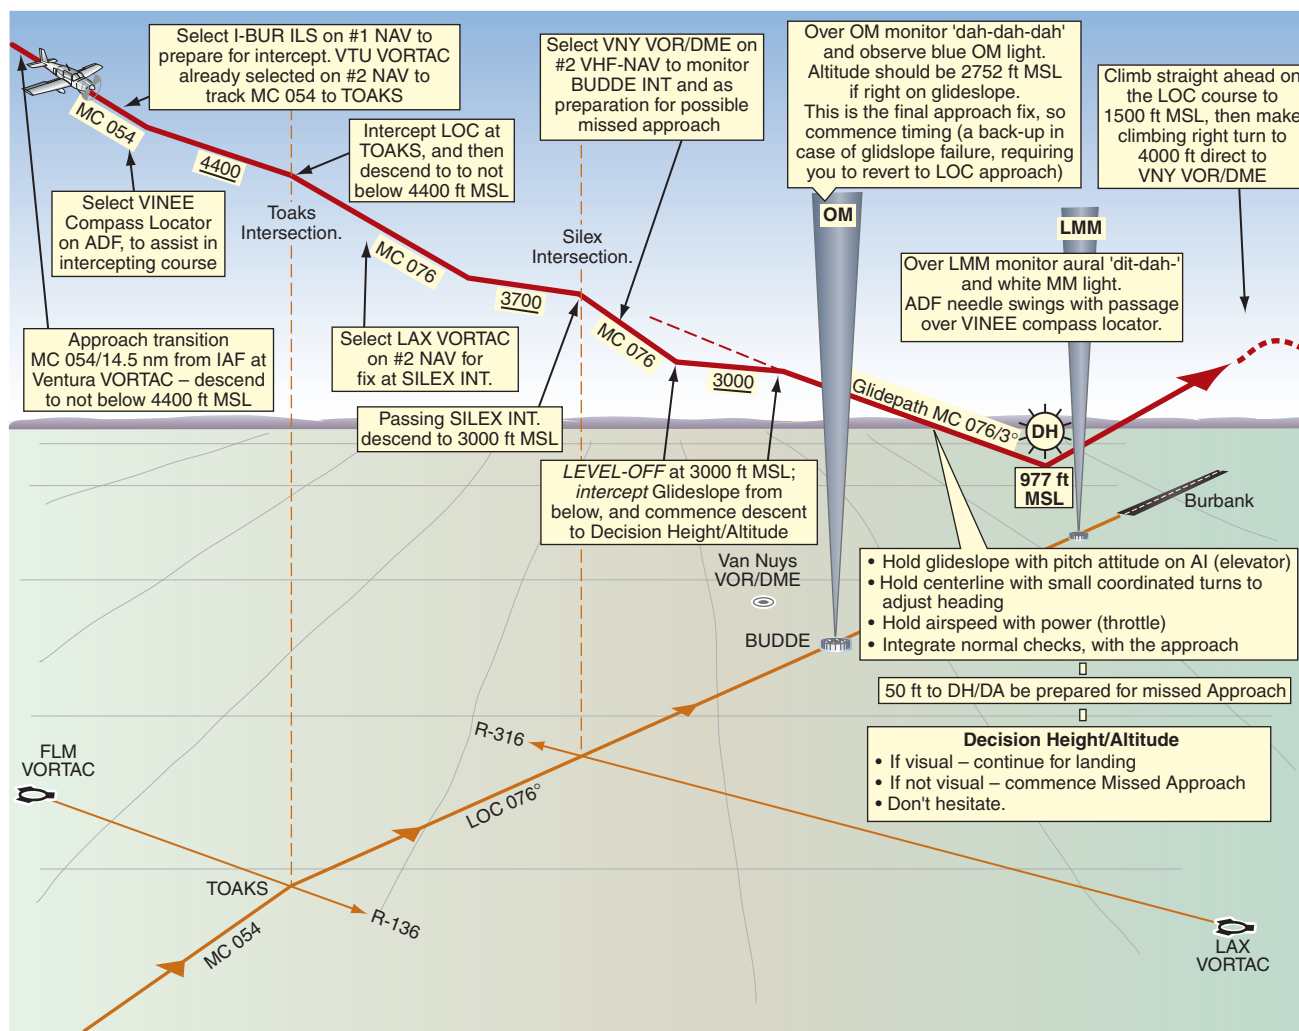 Select I-BUR ILS on #1 NAV to
prepare for intercept. VTU VORTAC
already selected on #2 NAV to
track MC 054 to TOAKS
Select VNY VOR/DME on
#2 VHF-NAV to monitor
BUDDE INT and as
preparation for possible
missed approach
Over OM monitor 'dah-dah-dah'
and observe blue OM light.
Altitude should be 2752 ft MSL
if right on glideslope.
This is the final approach fix, so
commence timing (a back-up in
case of glidslope failure, requiring
you to revert to LOC approach)
Climb straight ahead on
the LOC course to
1500 ft MSL, then make
climbing right turn to
4000 ft direct to
VNY VOR/DME
MC 054
4400
Intercept LOC at
TOAKS, and then
descend to to not
below 4400 ft MSL
Select VINEE
Compass Locator
on ADF, to assist in
intercepting course
Toaks
Intersection.
MC 076
3700
Silex
Intersection.
OM
LMM
Over LMM monitor aural 'dit-dah-'
and white MM light.
ADF needle swings with passage
over VINEE compass locator.
Approach transition
MC 054/14.5 nm from IAF at
Ventura VORTAC – descend
to not below 4400 ft MSL
Select LAX VORTAC
on #2 NAV for
fix at SILEX INT.
MC 076
3000
Passing SILEX INT.
descend to 3000 ft MSL
Glidepath MC 076/3°
DH
977 ft
MSL
LEVEL-OFF at 3000 ft MSL;
intercept Glideslope from
below, and commence descent
to Decision Height/Altitude
Burbank
Van Nuys
VOR/DME
BUDDE
• Hold glideslope with pitch attitude on AI (elevator)
• Hold centerline with small coordinated turns to
adjust heading
• Hold airspeed with power (throttle)
• Integrate normal checks, with the approach
50 ft to DH/DA be prepared for missed Approach
Decision Height/Altitude
• If visual – continue for landing
• If not visual – commence Missed Approach
• Don't hesitate.
R-316
FLM
VORTAC
LOC 076°
TOAKS
R-136
MC 054
LAX
VORTAC